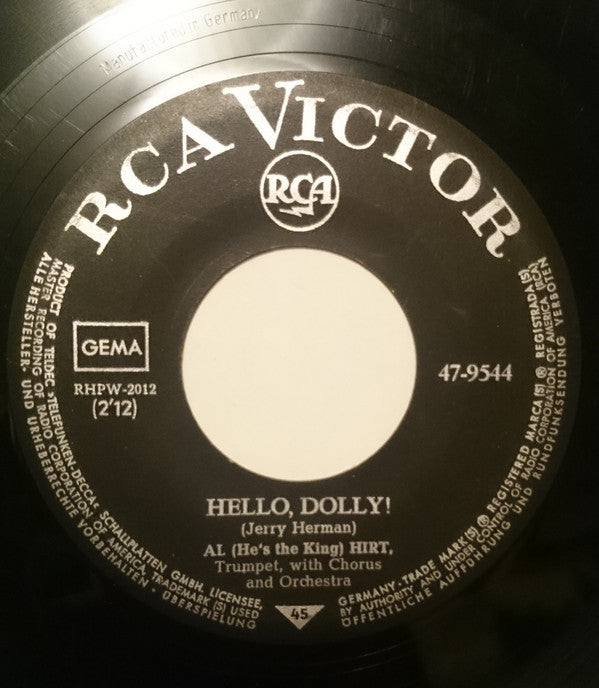 Manufactured in Germany
RCA VICTOR
RCA
GEMA
RHPW-2012
(2'12)
47-9544
HELLO, DOLLY!
(Jerry Herman)
AL (He's the King) HIRT,
Trumpet, with Chorus
and Orchestra
45
PRODUCT OF TELDEC »TELEFUNKEN-DECCA« SCHALLPLATTEN GMBH, LICENSEE,
MASTER RECORDING OF RADIO CORPORATION OF AMERICA, TRADEMARK(S) USED
ALLE HERSTELLER- UND URHEBERRECHTE VORBEHALTEN · ÜBERSPIELUNG
GERMANY · TRADE MARK(S) ® REGISTERED MARCA(S) ® REGISTRADA(S)
BY AUTHORITY AND UNDER CONTROL OF RADIO CORPORATION OF AMERICA (RCA)
ÖFFENTLICHE AUFFÜHRUNG UND RUNDFUNKSENDUNG VERBOTEN